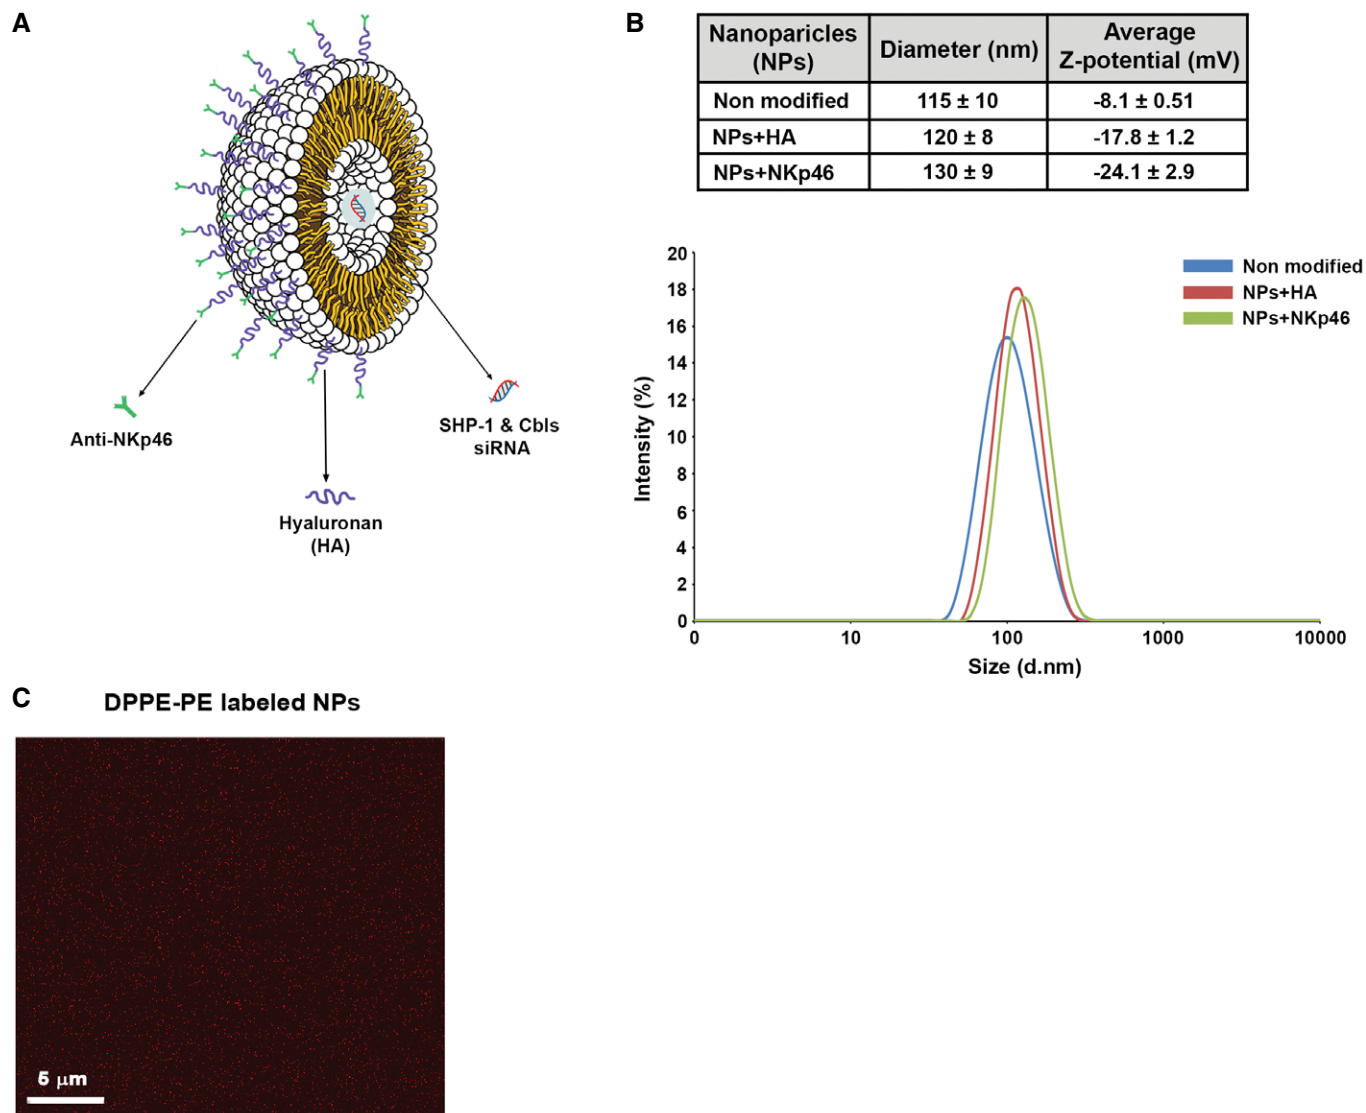 A
Anti-NKp46
Hyaluronan
(HA)
SHP-1 & Cbls
siRNA
B
Nanoparicles
(NPs)
Diameter (nm)
Average
Z-potential (mV)
Non modified
115 ± 10
-8.1 ± 0.51
NPs+HA
120 ± 8
-17.8 ± 1.2
NPs+NKp46
130 ± 9
-24.1 ± 2.9
Intensity (%)
20
18
16
14
12
10
8
6
4
2
0
0
10
100
1000
10000
Size (d.nm)
Non modified
NPs+HA
NPs+NKp46
C
DPPE-PE labeled NPs
5 μm